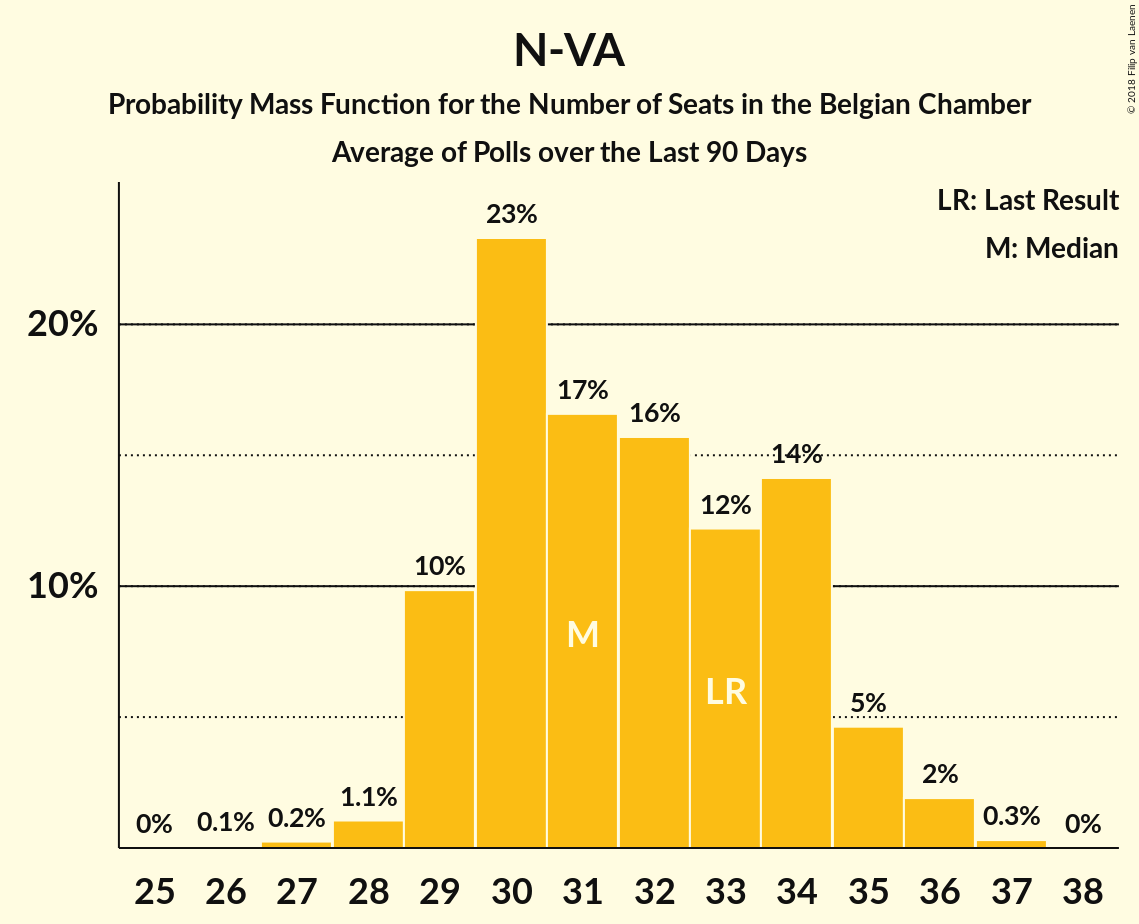 © 2018 Filip van Laenen
N-VA
Probability Mass Function for the Number of Seats in the Belgian Chamber
Average of Polls over the Last 90 Days
LR: Last Result
M: Median
20%
10%
0%
0.1%
0.2%
1.1%
10%
23%
17%
16%
12%
14%
5%
2%
0.3%
0%
M
LR
25 26 27 28 29 30 31 32 33 34 35 36 37 38